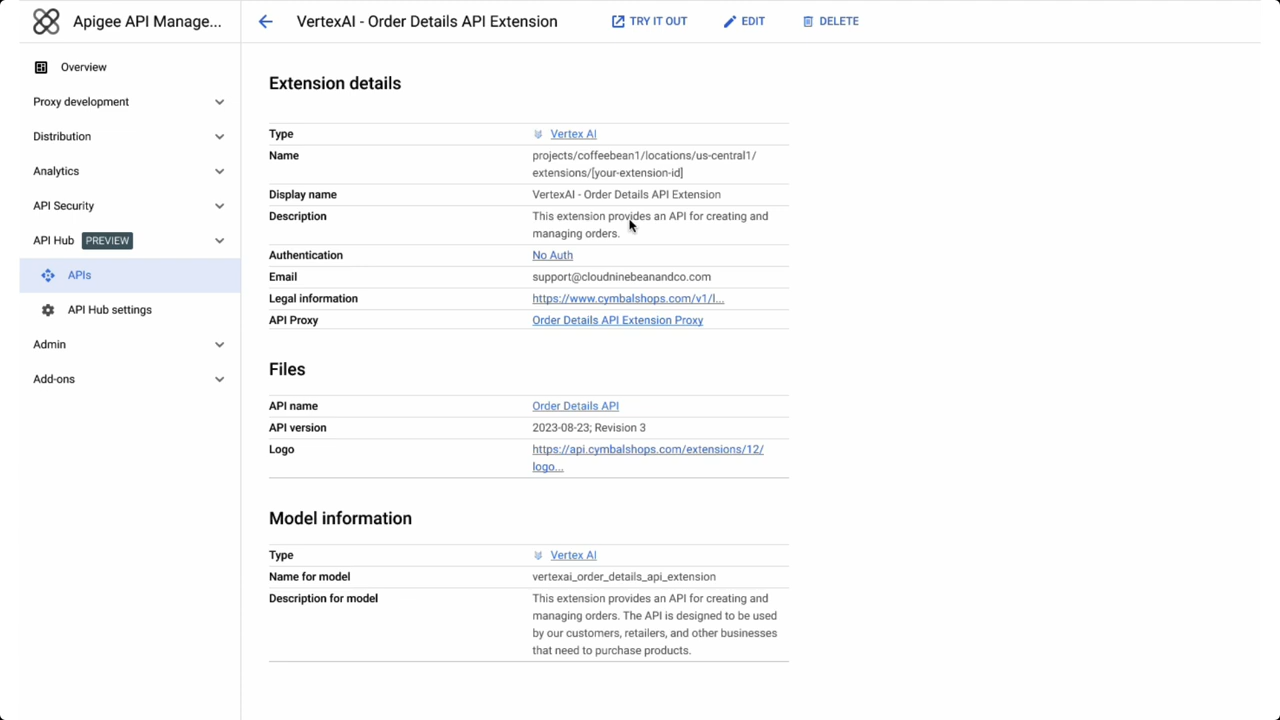 Apigee API Manage...
VertexAI - Order Details API Extension
TRY IT OUT
EDIT
DELETE
Overview
Proxy development
Distribution
Analytics
API Security
API Hub PREVIEW
APIs
API Hub settings
Admin
Add-ons
Extension details
Type Vertex AI
Name projects/coffeebean1/locations/us-central1/
extensions/[your-extension-id]
Display name VertexAI - Order Details API Extension
Description This extension provides an API for creating and
managing orders.
Authentication No Auth
Email support@cloudninebeanandco.com
Legal information https://www.cymbalshops.com/v1/l...
API Proxy Order Details API Extension Proxy
Files
API name Order Details API
API version 2023-08-23; Revision 3
Logo https://api.cymbalshops.com/extensions/12/
logo...
Model information
Type Vertex AI
Name for model vertexai_order_details_api_extension
Description for model This extension provides an API for creating and
managing orders. The API is designed to be used
by our customers, retailers, and other businesses
that need to purchase products.